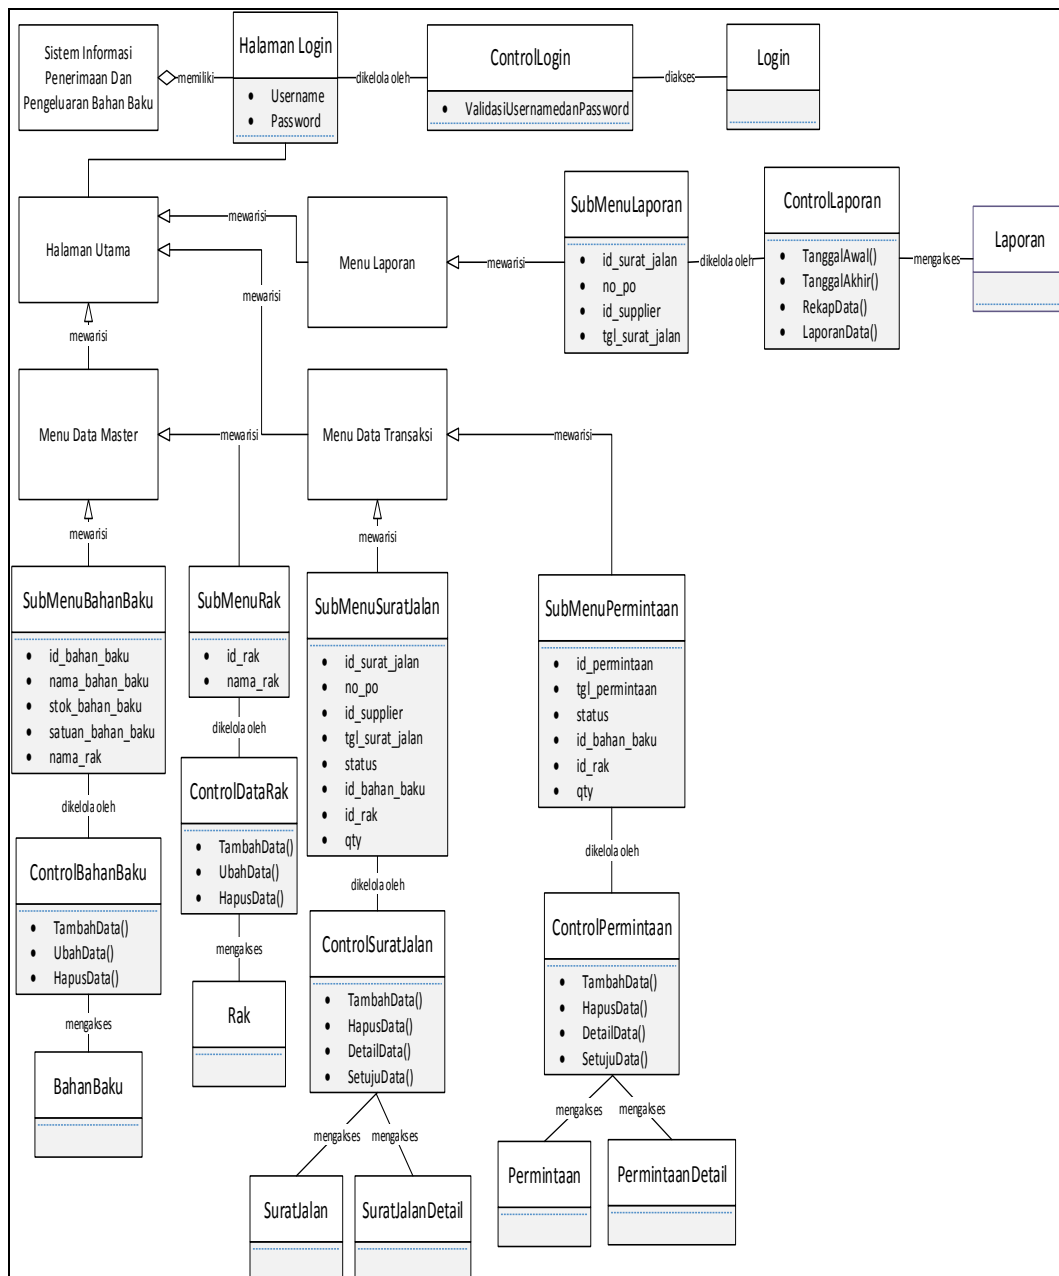 Sistem Informasi
Penerimaan Dan
Pengeluaran Bahan Baku
memiliki
Halaman Login
Username
Password
dikelola oleh
ControlLogin
ValidasiUsernamedanPassword
diakses
Login
Halaman Utama
mewarisi
mewarisi
Menu Laporan
mewarisi
SubMenuLaporan
id_surat_jalan
no_po
id_supplier
tgl_surat_jalan
dikelola oleh
ControlLaporan
TanggalAwal()
TanggalAkhir()
RekapData()
LaporanData()
mengakses
Laporan
mewarisi
Menu Data Master
mewarisi
Menu Data Transaksi
mewarisi
mewarisi
mewarisi
SubMenuBahanBaku
id_bahan_baku
nama_bahan_baku
stok_bahan_baku
satuan_bahan_baku
nama_rak
dikelola oleh
ControlBahanBaku
TambahData()
UbahData()
HapusData()
mengakses
BahanBaku
SubMenuRak
id_rak
nama_rak
dikelola oleh
ControlDataRak
TambahData()
UbahData()
HapusData()
mengakses
Rak
SubMenuSuratJalan
id_surat_jalan
no_po
id_supplier
tgl_surat_jalan
status
id_bahan_baku
id_rak
qty
dikelola oleh
ControlSuratJalan
TambahData()
HapusData()
DetailData()
SetujuData()
mengakses
mengakses
SuratJalan
SuratJalanDetail
SubMenuPermintaan
id_permintaan
tgl_permintaan
status
id_bahan_baku
id_rak
qty
dikelola oleh
ControlPermintaan
TambahData()
HapusData()
DetailData()
SetujuData()
mengakses
mengakses
Permintaan
PermintaanDetail